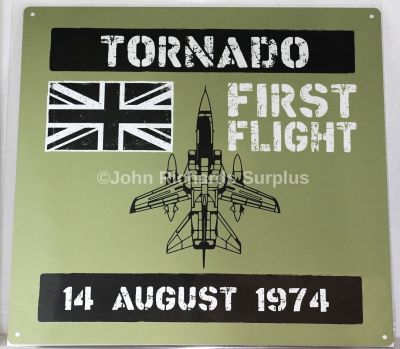 TORNADO
FIRST
FLIGHT
©John Richards Surplus
14 AUGUST 1974